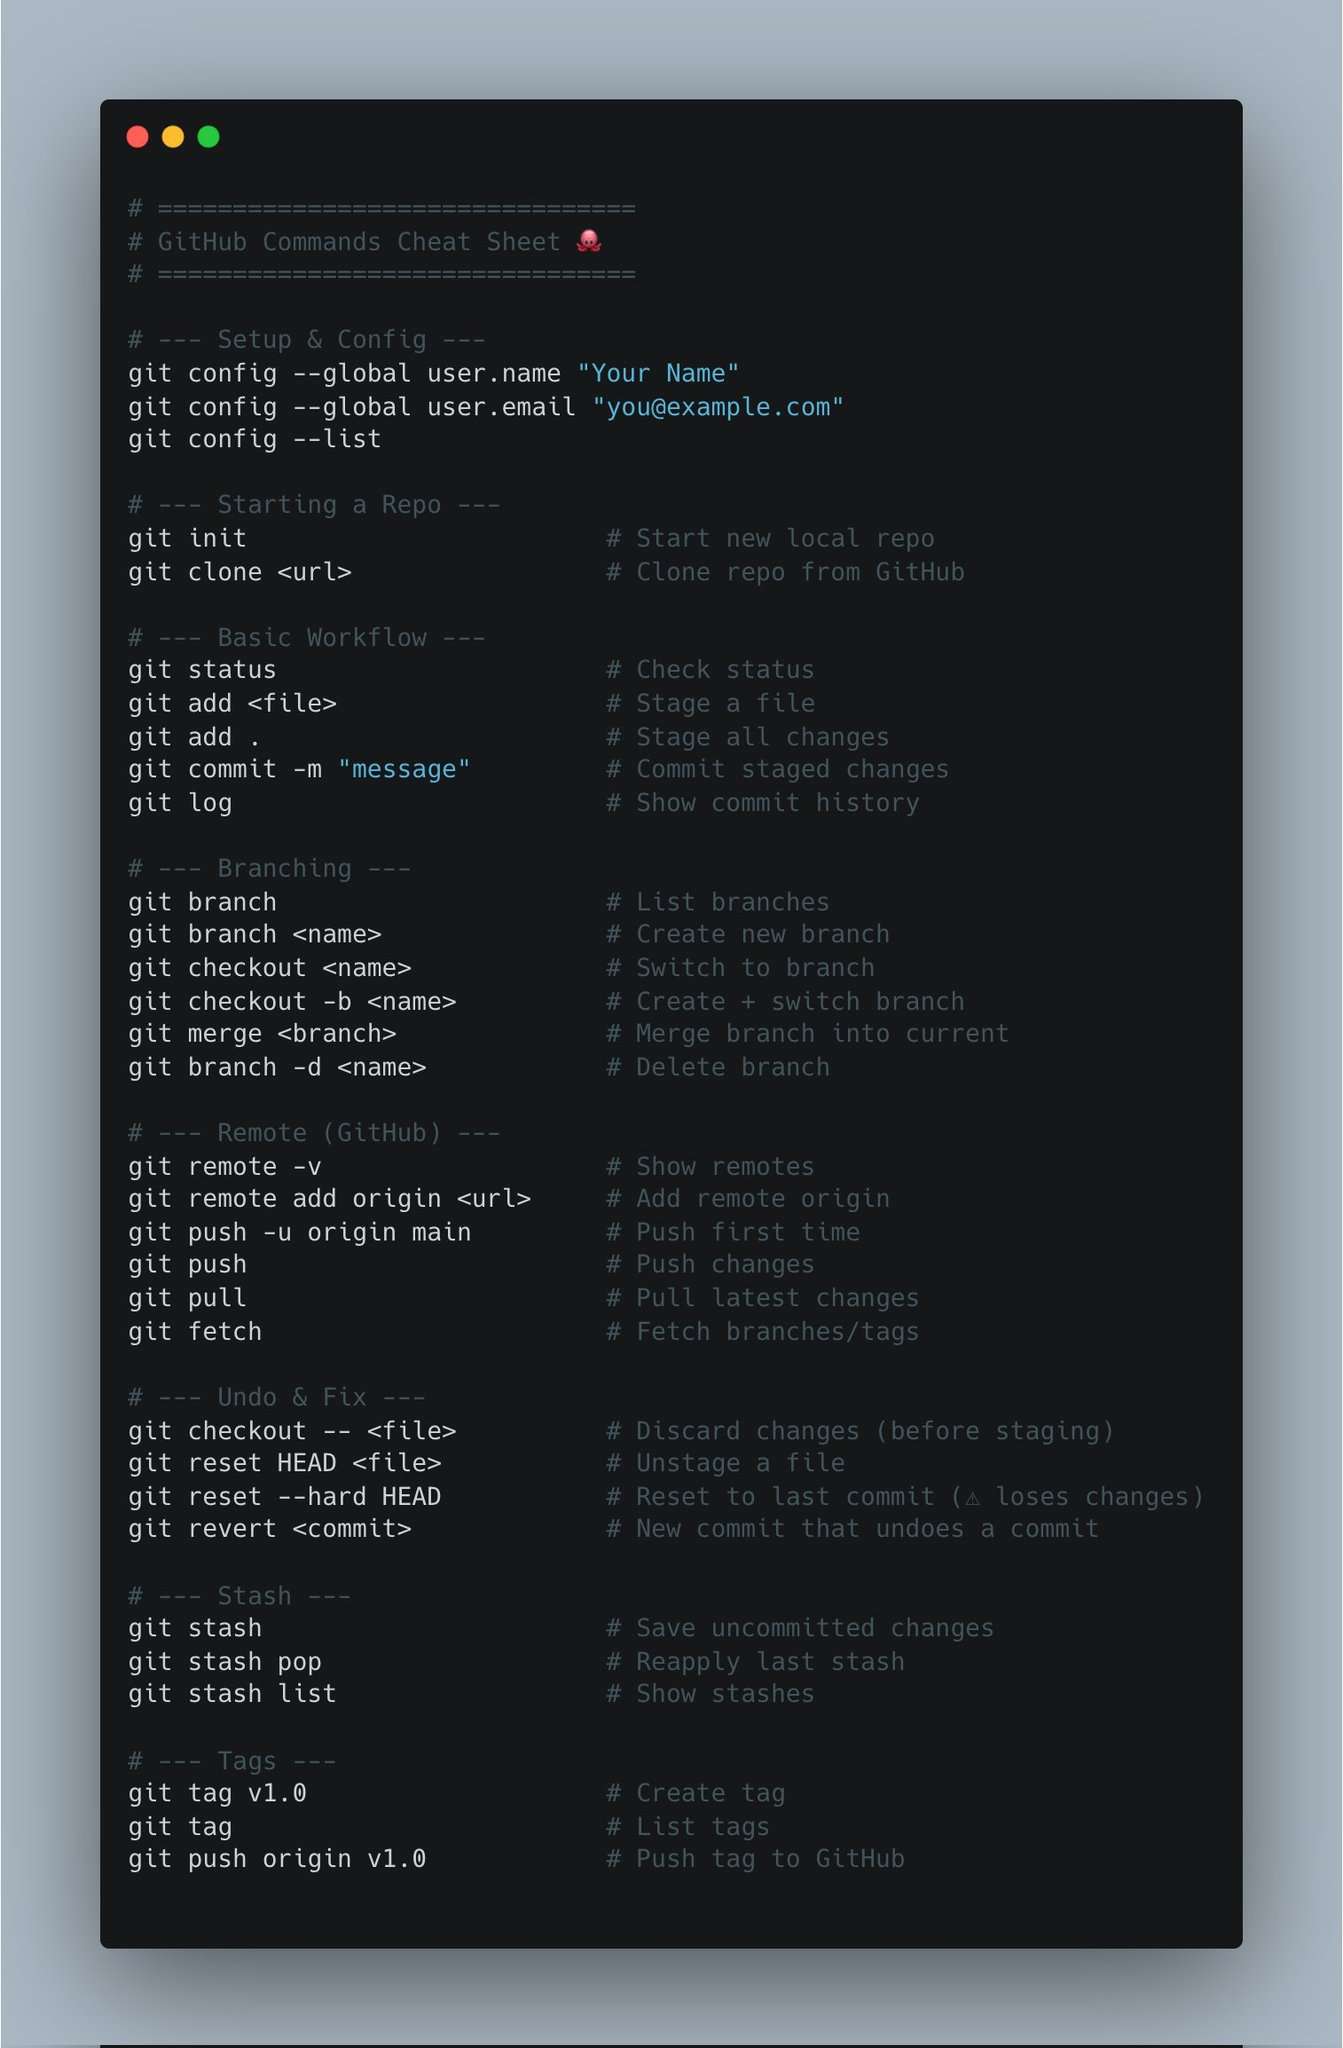 # ================================
# GitHub Commands Cheat Sheet 🐙
# ================================

# --- Setup & Config ---
git config --global user.name "Your Name"
git config --global user.email "you@example.com"
git config --list

# --- Starting a Repo ---
git init                        # Start new local repo
git clone <url>                 # Clone repo from GitHub

# --- Basic Workflow ---
git status                      # Check status
git add <file>                  # Stage a file
git add .                       # Stage all changes
git commit -m "message"         # Commit staged changes
git log                         # Show commit history

# --- Branching ---
git branch                      # List branches
git branch <name>               # Create new branch
git checkout <name>             # Switch to branch
git checkout -b <name>          # Create + switch branch
git merge <branch>              # Merge branch into current
git branch -d <name>            # Delete branch

# --- Remote (GitHub) ---
git remote -v                   # Show remotes
git remote add origin <url>     # Add remote origin
git push -u origin main         # Push first time
git push                        # Push changes
git pull                        # Pull latest changes
git fetch                       # Fetch branches/tags

# --- Undo & Fix ---
git checkout -- <file>          # Discard changes (before staging)
git reset HEAD <file>           # Unstage a file
git reset --hard HEAD           # Reset to last commit (⚠ loses changes)
git revert <commit>             # New commit that undoes a commit

# --- Stash ---
git stash                       # Save uncommitted changes
git stash pop                   # Reapply last stash
git stash list                  # Show stashes

# --- Tags ---
git tag v1.0                    # Create tag
git tag                         # List tags
git push origin v1.0            # Push tag to GitHub